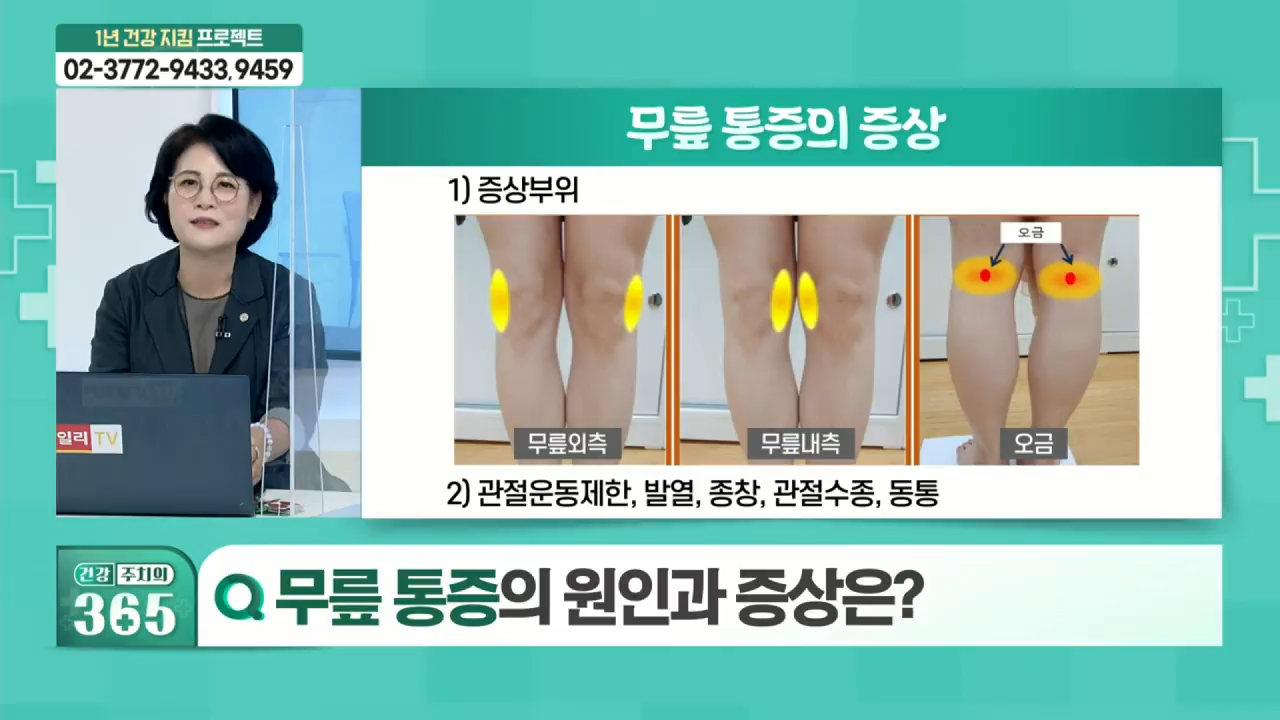 1년 건강 지킴 프로젝트
02-3772-9433, 9459
무릎 통증의 증상
1) 증상부위
오금
무릎외측
무릎내측
오금
2) 관절운동제한, 발열, 종창, 관절수종, 동통
일리 TV
건강 주치의
365
Q 무릎 통증의 원인과 증상은?